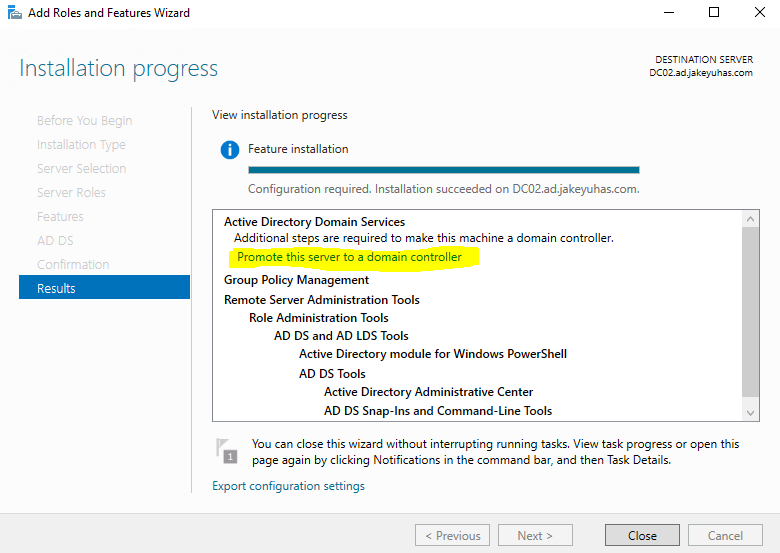 Add Roles and Features Wizard
Installation progress
DESTINATION SERVER
DC02.ad.jakeyuhas.com
Before You Begin
Installation Type
Server Selection
Server Roles
Features
AD DS
Confirmation
Results
View installation progress
Feature installation
Configuration required. Installation succeeded on DC02.ad.jakeyuhas.com.
Active Directory Domain Services
Additional steps are required to make this machine a domain controller.
Promote this server to a domain controller
Group Policy Management
Remote Server Administration Tools
Role Administration Tools
AD DS and AD LDS Tools
Active Directory module for Windows PowerShell
AD DS Tools
Active Directory Administrative Center
AD DS Snap-Ins and Command-Line Tools
1
You can close this wizard without interrupting running tasks. View task progress or open this
page again by clicking Notifications in the command bar, and then Task Details.
Export configuration settings
< Previous
Next >
Close
Cancel